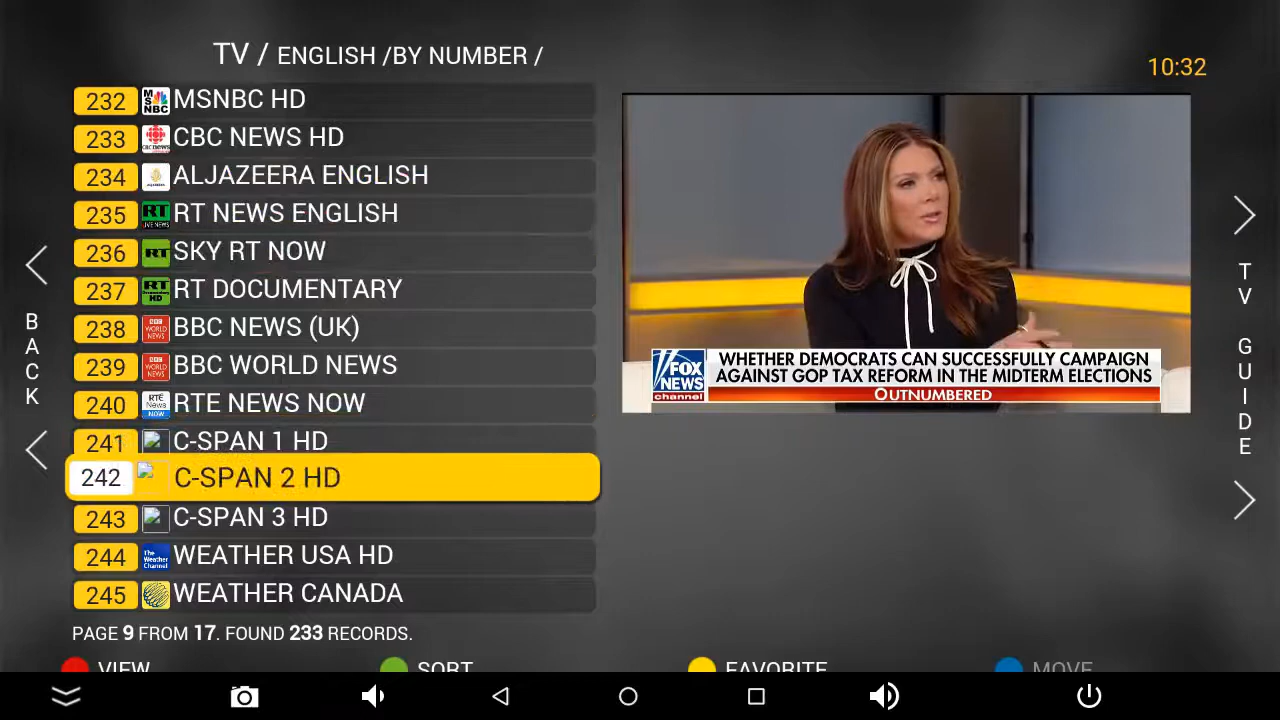 TV / ENGLISH /BY NUMBER /
10:32
232 MSNBC HD
233 CBC NEWS HD
234 ALJAZEERA ENGLISH
235 RT NEWS ENGLISH
236 SKY RT NOW
237 RT DOCUMENTARY
238 BBC NEWS (UK)
239 BBC WORLD NEWS
240 RTE NEWS NOW
241 C-SPAN 1 HD
242 C-SPAN 2 HD
243 C-SPAN 3 HD
244 WEATHER USA HD
245 WEATHER CANADA
PAGE 9 FROM 17. FOUND 233 RECORDS.
BACK
FOX
NEWS
channel
WHETHER DEMOCRATS CAN SUCCESSFULLY CAMPAIGN
AGAINST GOP TAX REFORM IN THE MIDTERM ELECTIONS
OUTNUMBERED
TV GUIDE
VIEW SORT FAVORITE MOVE